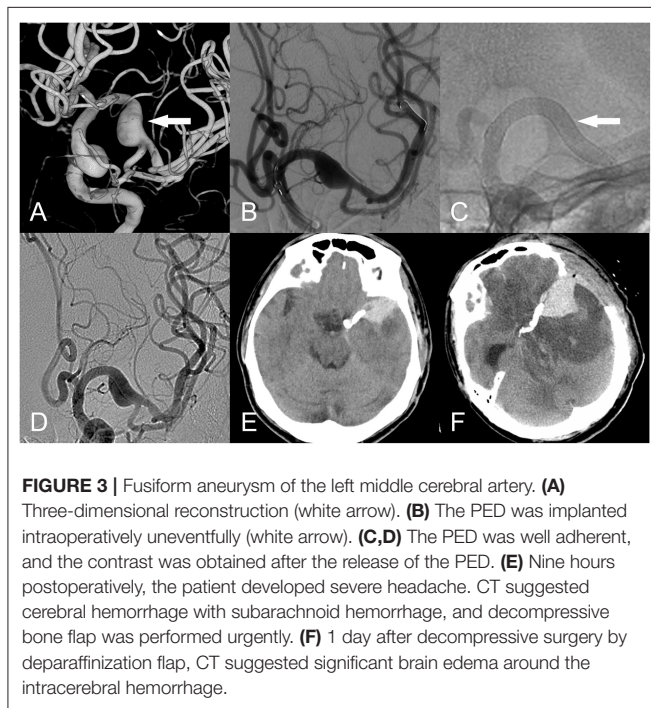 A
B
C
D
E
F
FIGURE 3 | Fusiform aneurysm of the left middle cerebral artery. (A)
Three-dimensional reconstruction (white arrow). (B) The PED was implanted
intraoperatively uneventfully (white arrow). (C,D) The PED was well adherent,
and the contrast was obtained after the release of the PED. (E) Nine hours
postoperatively, the patient developed severe headache. CT suggested
cerebral hemorrhage with subarachnoid hemorrhage, and decompressive
bone flap was performed urgently. (F) 1 day after decompressive surgery by
deparaffinization flap, CT suggested significant brain edema around the
intracerebral hemorrhage.